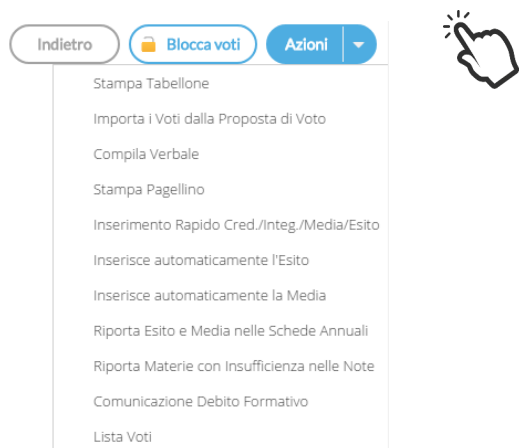 Indietro
Blocca voti
Azioni
Stampa Tabellone
Importa i Voti dalla Proposta di Voto
Compila Verbale
Stampa Pagellino
Inserimento Rapido Cred./Integ./Media/Esito
Inserisce automaticamente l'Esito
Inserisce automaticamente la Media
Riporta Esito e Media nelle Schede Annuali
Riporta Materie con Insufficienza nelle Note
Comunicazione Debito Formativo
Lista Voti